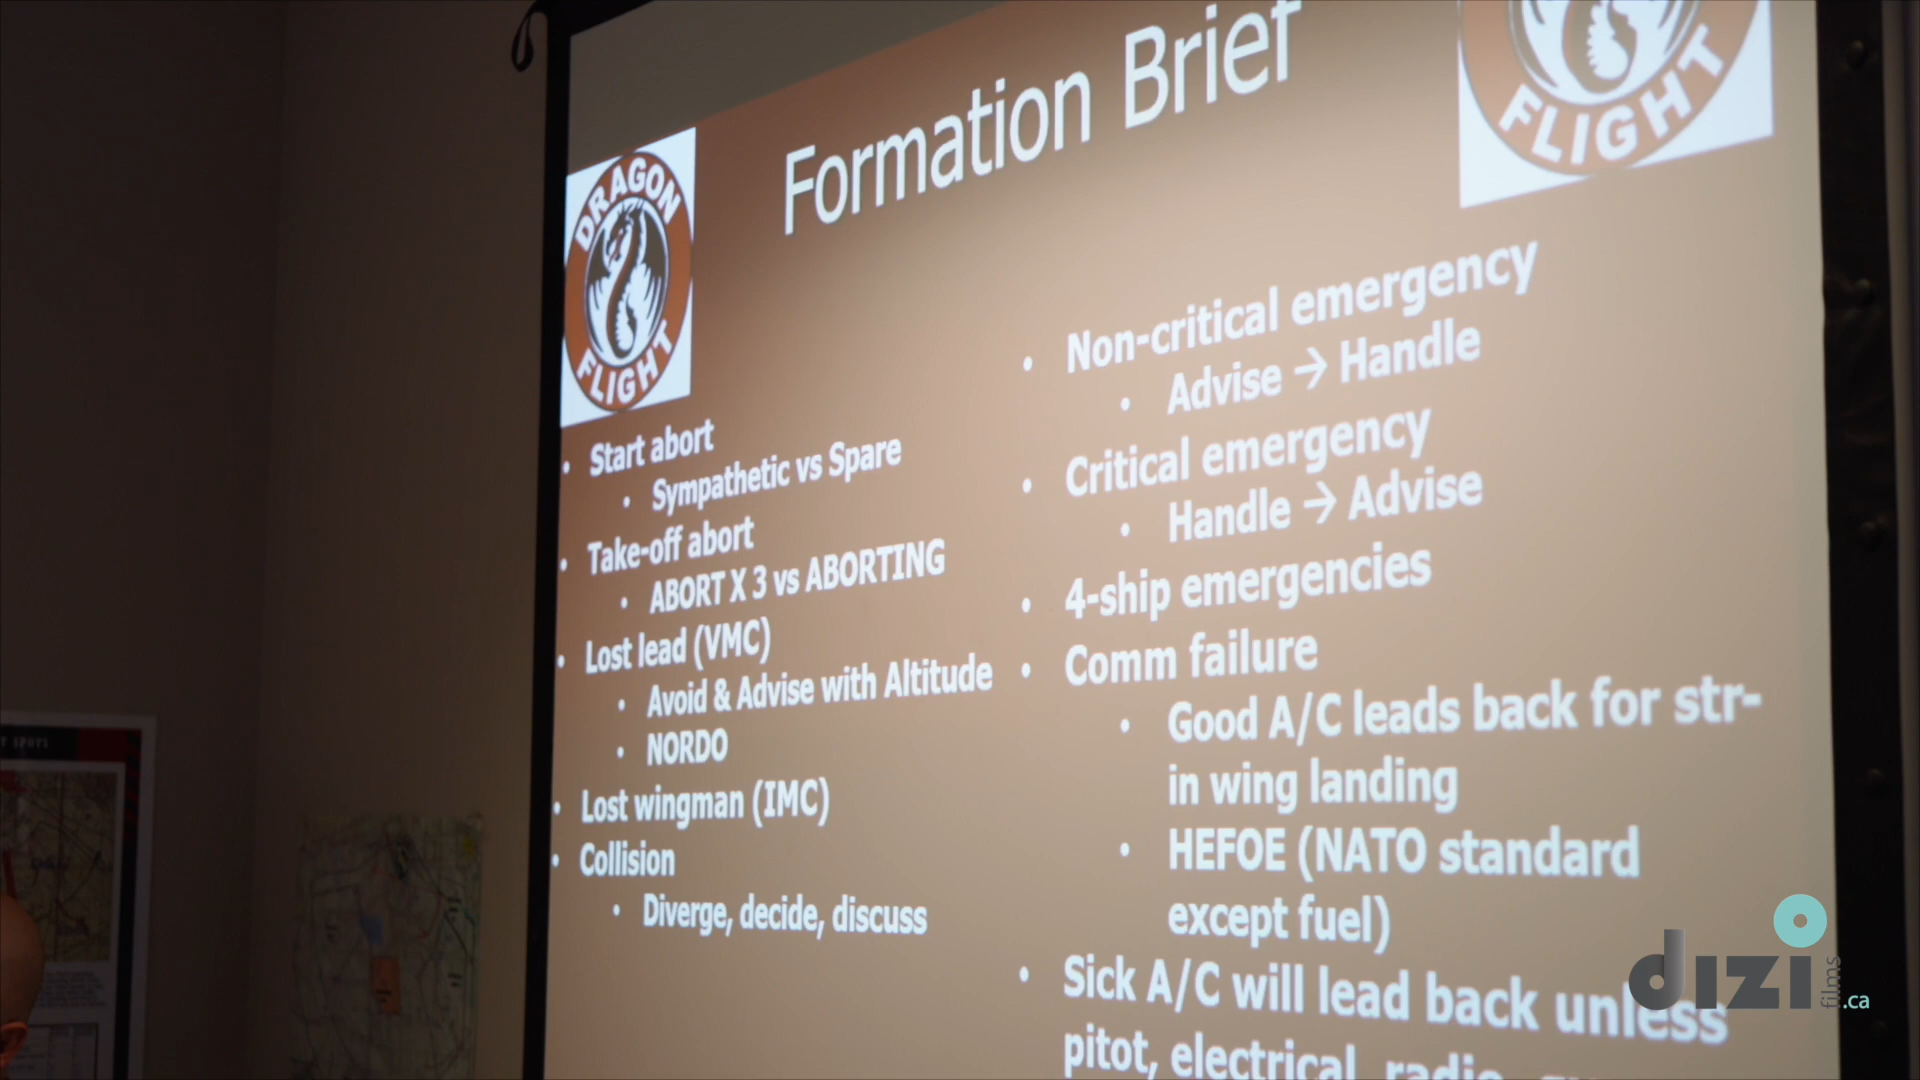 Formation Brief
DRAGON
FLIGHT
FLIGHT
• Start abort
• Sympathetic vs Spare
• Take-off abort
• ABORT X 3 vs ABORTING
• Lost lead (VMC)
• Avoid & Advise with Altitude
• NORDO
• Lost wingman (IMC)
• Collision
• Diverge, decide, discuss
• Non-critical emergency
• Advise → Handle
• Critical emergency
• Handle → Advise
• 4-ship emergencies
• Comm failure
• Good A/C leads back for str-
in wing landing
• HEFOE (NATO standard
except fuel)
• Sick A/C will lead back unless
pitot, electrical, radio,
SPOTS
dizi
films
.ca